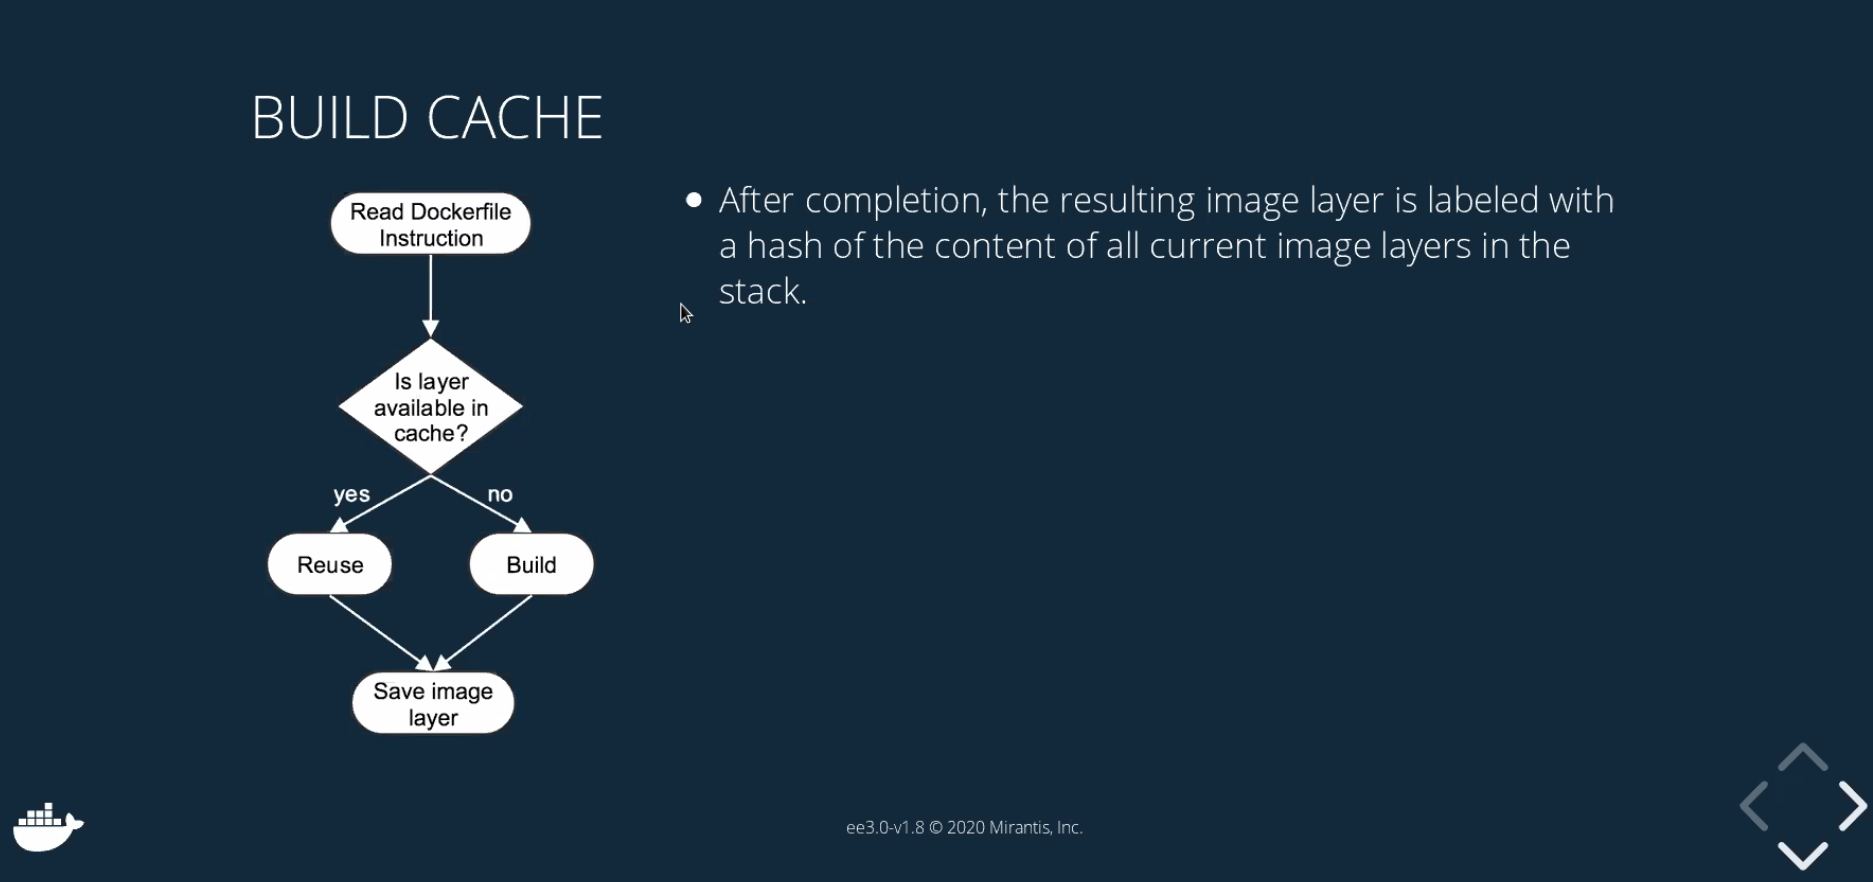 BUILD CACHE
Read Dockerfile
Instruction
Is layer
available in
cache?
yes
no
Reuse
Build
Save image
layer
After completion, the resulting image layer is labeled with
a hash of the content of all current image layers in the
stack.
ee3.0-v1.8 © 2020 Mirantis, Inc.